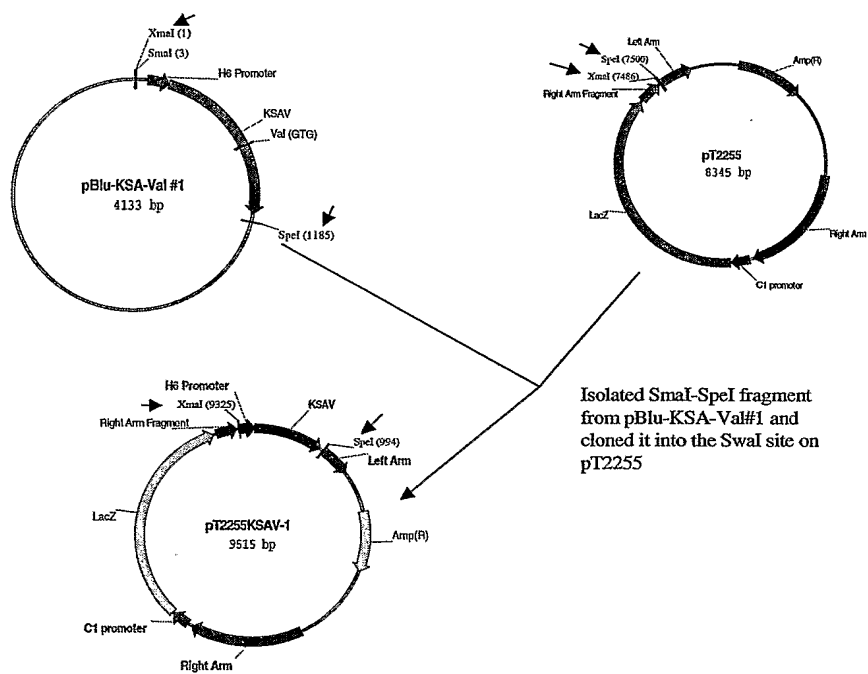 XmaI (1)
SmaI (3)
H6 Promoter
KSAV
Val (GTG)
pBlu-KSA-Val #1
4133 bp
SpeI (1185)
Left Arm
SpeI (7500)
XmaI (7486)
Right Arm Fragment
Amp(R)
pT2255
8345 bp
LacZ
Right Arm
C1 promoter
H6 Promoter
XmaI (9325)
KSAV
Right Arm Fragment
SpeI (994)
Left Arm
LacZ
pT2255KSAV-1
9515 bp
Amp(R)
C1 promoter
Right Arm
Isolated SmaI-SpeI fragment
from pBlu-KSA-Val#1 and
cloned it into the SwaI site on
pT2255